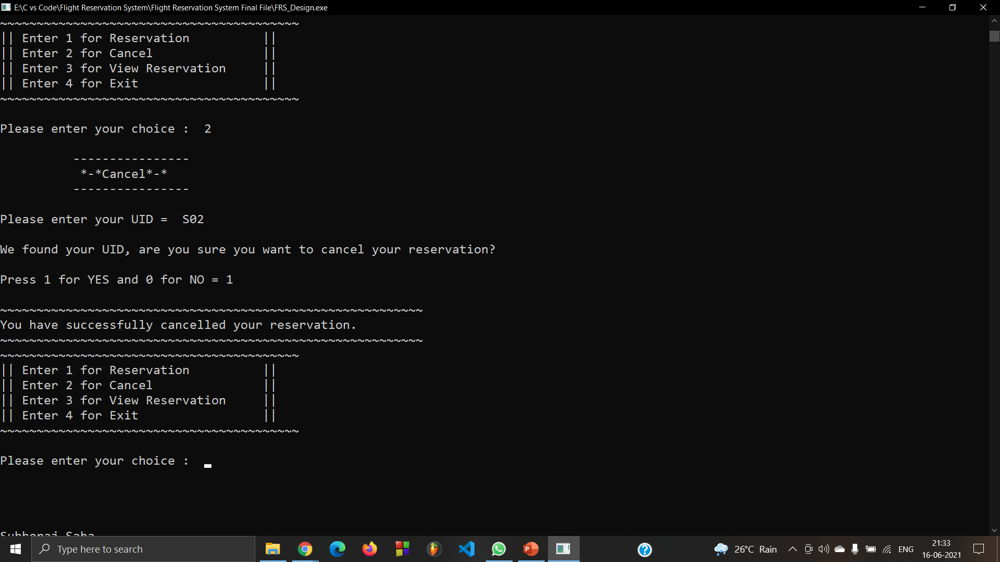 E:\C vs Code\Flight Reservation System\Flight Reservation System Final File\FRS_Design.exe
~~~~~~~~~~~~~~~~~~~~~~~~~~~~~~~~~~~~~~~~~
|| Enter 1 for Reservation ||
|| Enter 2 for Cancel ||
|| Enter 3 for View Reservation ||
|| Enter 4 for Exit ||
~~~~~~~~~~~~~~~~~~~~~~~~~~~~~~~~~~~~~~~~~
Please enter your choice : 2
----------------
*-*Cancel*-*
----------------
Please enter your UID = S02
We found your UID, are you sure you want to cancel your reservation?
Press 1 for YES and 0 for NO = 1
~~~~~~~~~~~~~~~~~~~~~~~~~~~~~~~~~~~~~~~~~~~~~~~~~~~~~~~~~~
You have successfully cancelled your reservation.
~~~~~~~~~~~~~~~~~~~~~~~~~~~~~~~~~~~~~~~~~~~~~~~~~~~~~~~~~~
~~~~~~~~~~~~~~~~~~~~~~~~~~~~~~~~~~~~~~~~~
|| Enter 1 for Reservation ||
|| Enter 2 for Cancel ||
|| Enter 3 for View Reservation ||
|| Enter 4 for Exit ||
~~~~~~~~~~~~~~~~~~~~~~~~~~~~~~~~~~~~~~~~~
Please enter your choice :
Saha
Type here to search
26°C Rain
ENG
21:33
16-06-2021